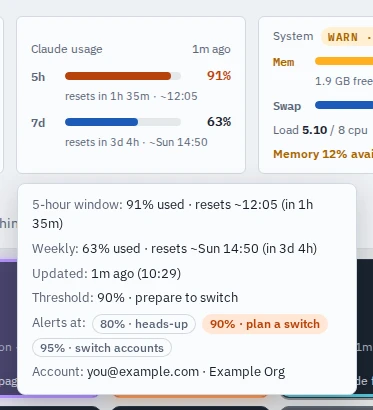 Claude usage 1m ago
5h 91%
resets in 1h 35m · ~12:05
7d 63%
resets in 3d 4h · ~Sun 14:50
System WARN ·
Mem
1.9 GB free
Swap
Load 5.10 / 8 cpu
Memory 12% avai
5-hour window: 91% used · resets ~12:05 (in 1h
35m)
Weekly: 63% used · resets ~Sun 14:50 (in 3d 4h)
Updated: 1m ago (10:29)
Threshold: 90% · prepare to switch
Alerts at: 80% · heads-up 90% · plan a switch
95% · switch accounts
Account: you@example.com · Example Org